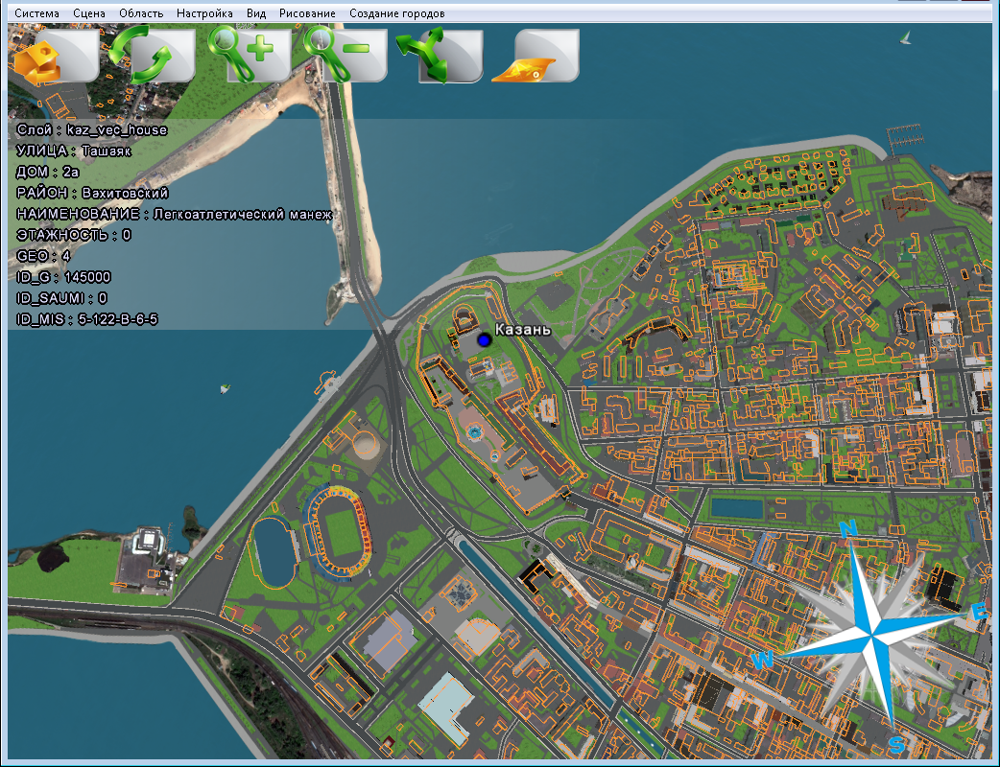 Система Сцена Область Настройка Вид Рисование Создание городов
Слой : kaz_vec_house
УЛИЦА : Ташаяк
ДОМ : 2а
РАЙОН : Вахитовский
НАИМЕНОВАНИЕ : Легкоатлетический манеж
ЭТАЖНОСТЬ : 0
GEO : 4
ID_G : 145000
ID_SAUMI : 0
ID_MIS : 5-122-B-6-5
Казань
N
E
W
S